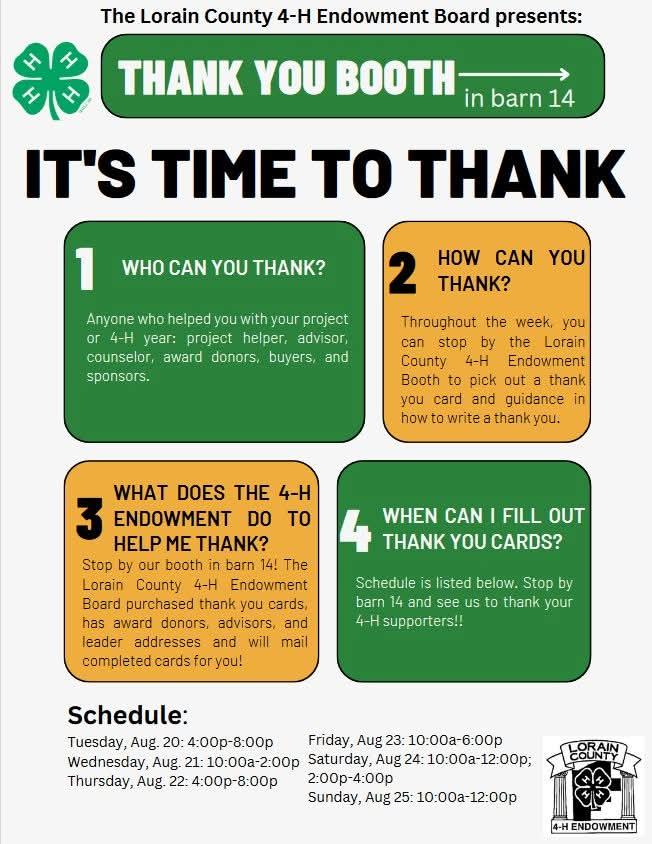 The Lorain County 4-H Endowment Board presents:
H H H H
THANK YOU BOOTH
in barn 14
IT'S TIME TO THANK
1 WHO CAN YOU THANK?
Anyone who helped you with your project
or 4-H year: project helper, advisor,
counselor, award donors, buyers, and
sponsors.
2 HOW CAN YOU
THANK?
Throughout the week, you
can stop by the Lorain
County 4-H Endowment
Booth to pick out a thank
you card and guidance in
how to write a thank you.
3 WHAT DOES THE 4-H
ENDOWMENT DO TO
HELP ME THANK?
Stop by our booth in barn 14! The
Lorain County 4-H Endowment
Board purchased thank you cards,
has award donors, advisors, and
leader addresses and will mail
completed cards for you!
4 WHEN CAN I FILL OUT
THANK YOU CARDS?
Schedule is listed below. Stop by
barn 14 and see us to thank your
4-H supporters!!
Schedule:
Tuesday, Aug. 20: 4:00p-8:00p
Wednesday, Aug. 21: 10:00a-2:00p
Thursday, Aug. 22: 4:00p-8:00p
Friday, Aug 23: 10:00a-6:00p
Saturday, Aug 24: 10:00a-12:00p;
2:00p-4:00p
Sunday, Aug 25: 10:00a-12:00p
LORAIN
COUNTY
H H H H
4-H ENDOWMENT